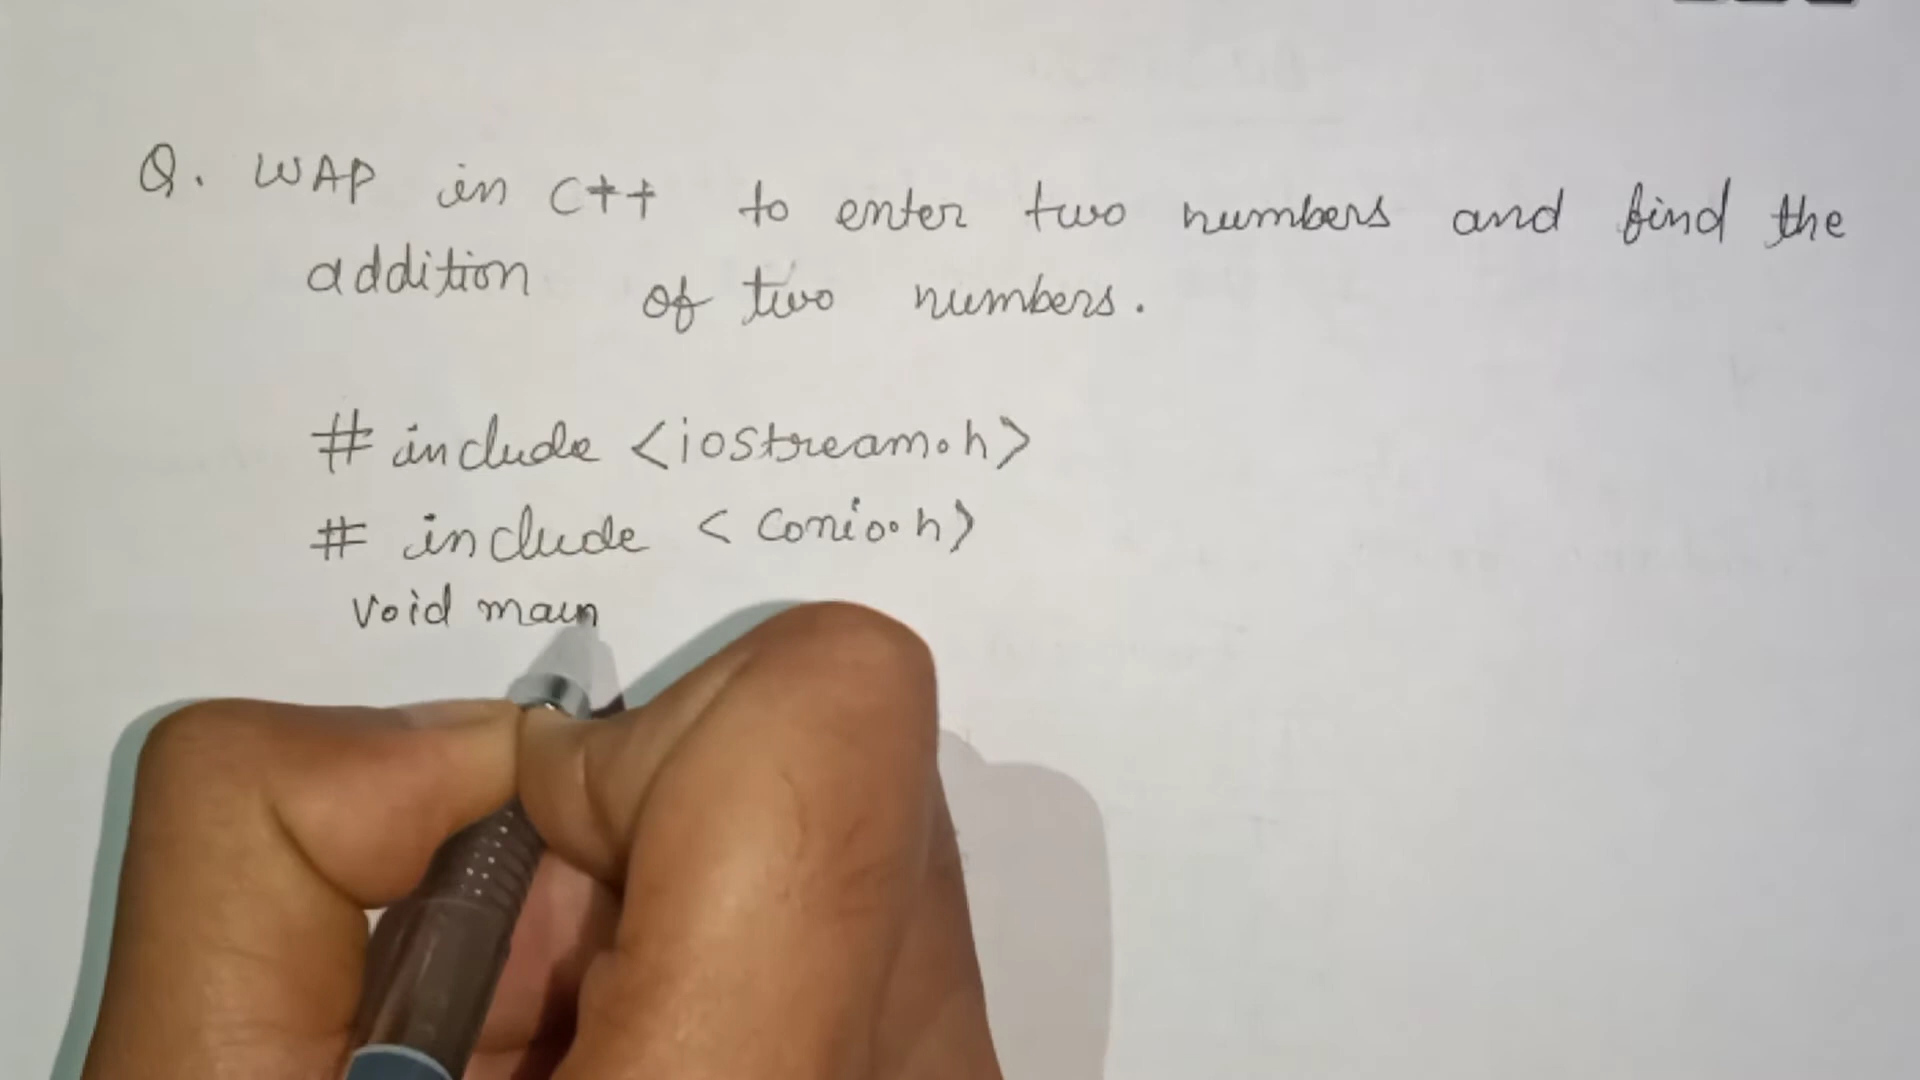 Q. WAP in C++ to enter two numbers and find the
addition of two numbers.
# include <iostream.h>
# include <conio.h>
void main